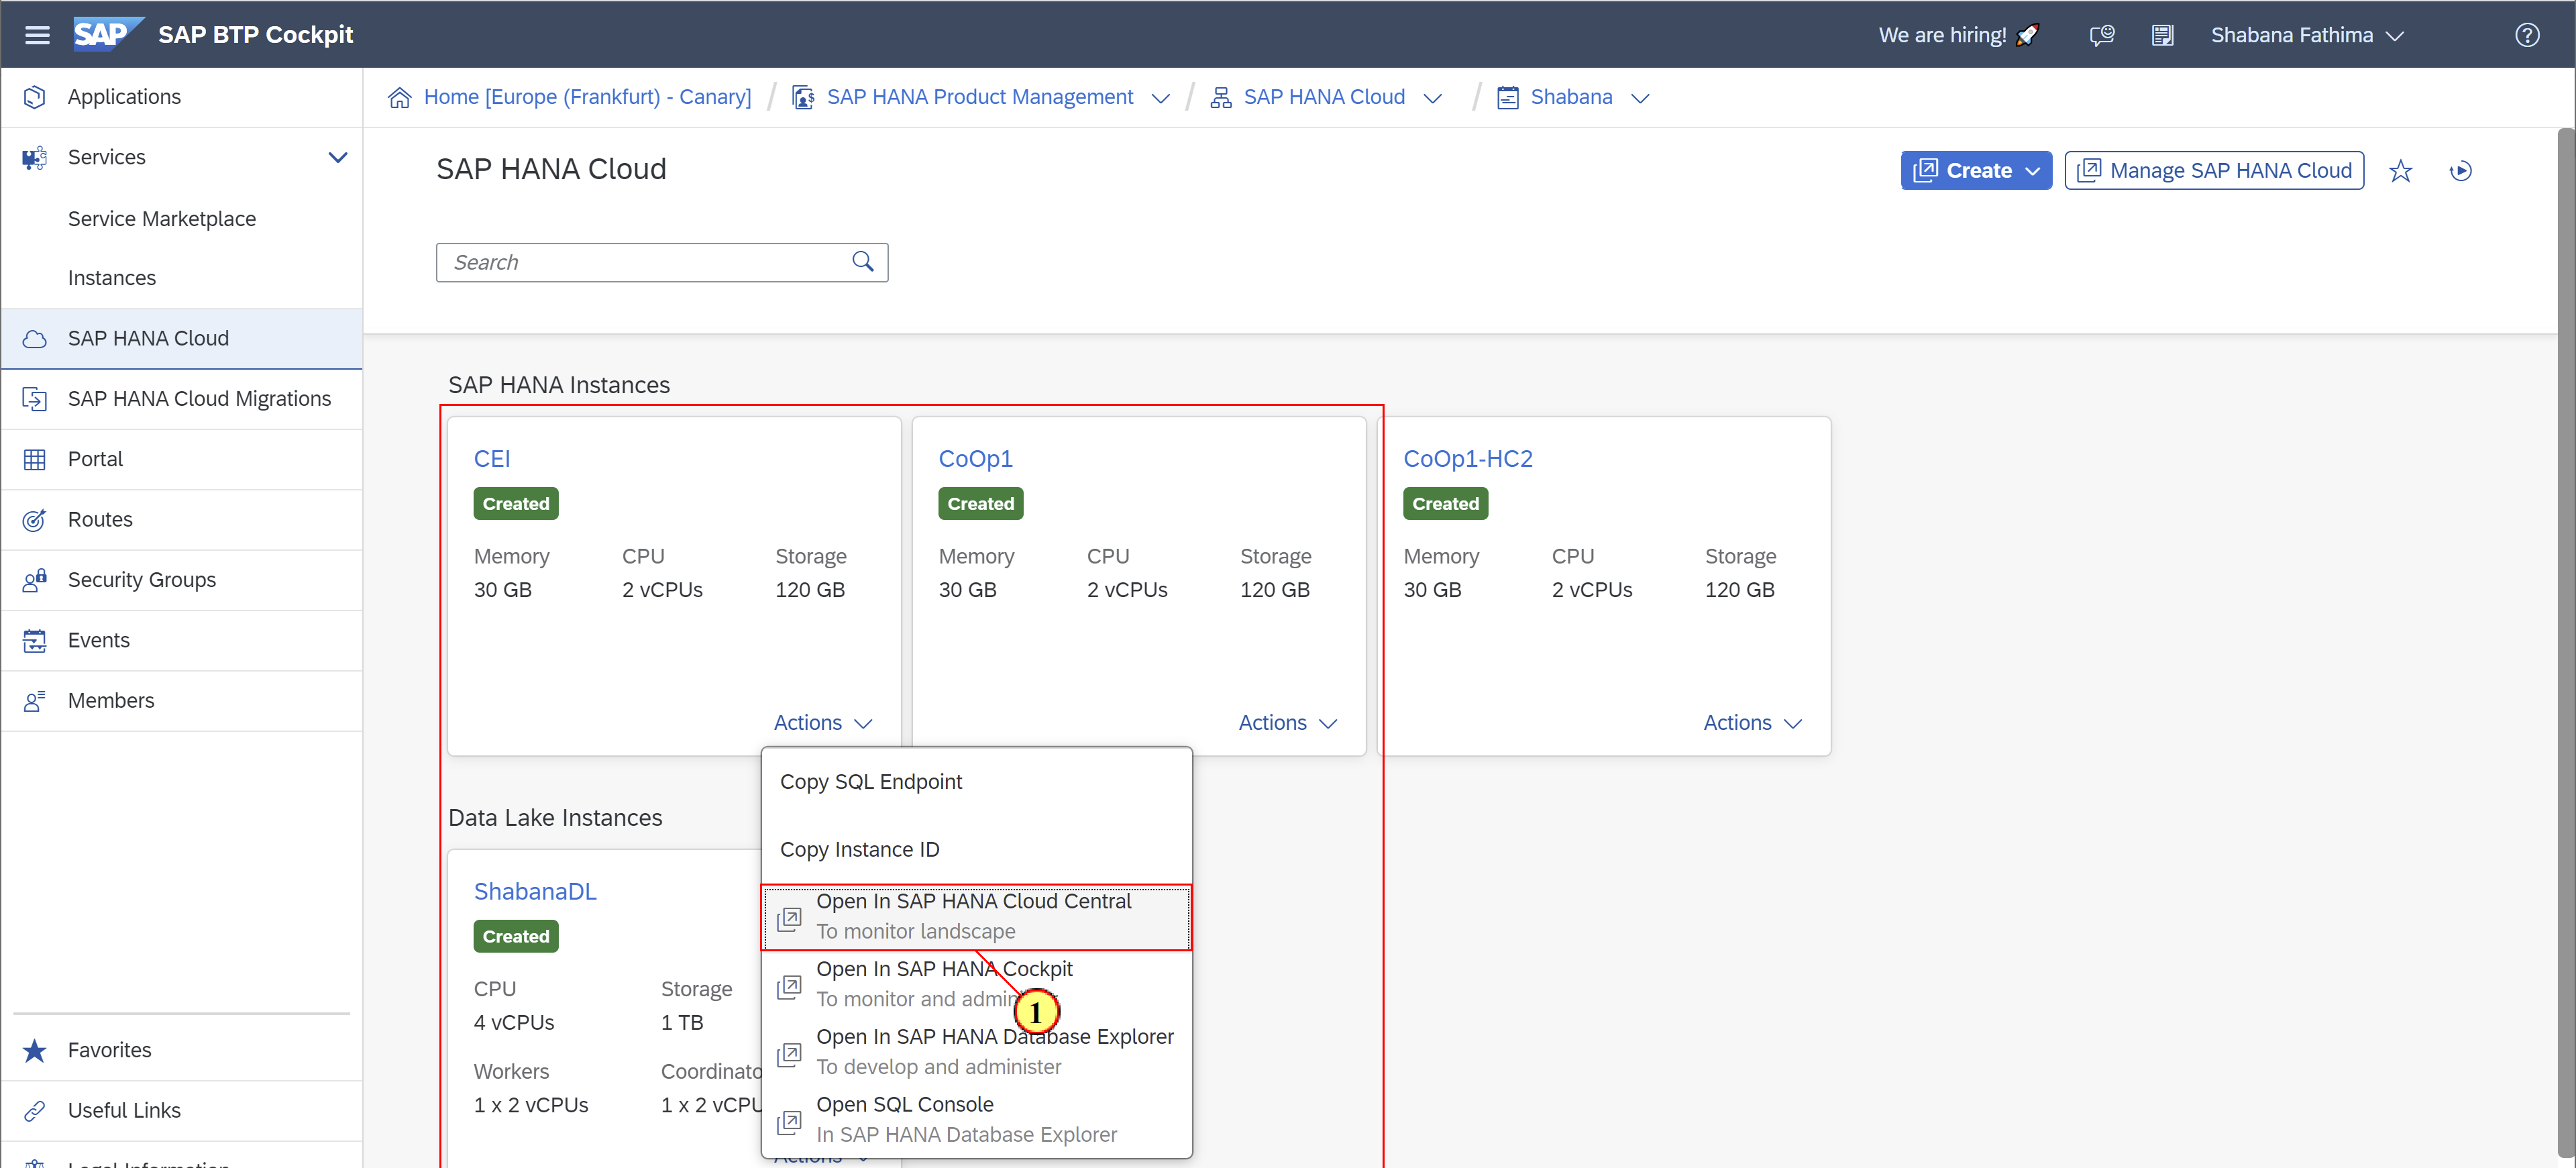 SAP SAP BTP Cockpit
We are hiring!
Shabana Fathima
Applications
Services
Service Marketplace
Instances
SAP HANA Cloud
SAP HANA Cloud Migrations
Portal
Routes
Security Groups
Events
Members
Favorites
Useful Links
Legal Information
Home [Europe (Frankfurt) - Canary] / SAP HANA Product Management / SAP HANA Cloud / Shabana
SAP HANA Cloud
Create
Manage SAP HANA Cloud
Search
SAP HANA Instances
CEI
Created
Memory CPU Storage
30 GB 2 vCPUs 120 GB
Actions
CoOp1
Created
Memory CPU Storage
30 GB 2 vCPUs 120 GB
Actions
CoOp1-HC2
Created
Memory CPU Storage
30 GB 2 vCPUs 120 GB
Actions
Data Lake Instances
ShabanaDL
Created
CPU Storage
4 vCPUs 1 TB
Workers Coordinato
1 x 2 vCPUs 1 x 2 vCPU
Actions
Copy SQL Endpoint
Copy Instance ID
Open In SAP HANA Cloud Central
To monitor landscape
Open In SAP HANA Cockpit
To monitor and admin
1
Open In SAP HANA Database Explorer
To develop and administer
Open SQL Console
In SAP HANA Database Explorer